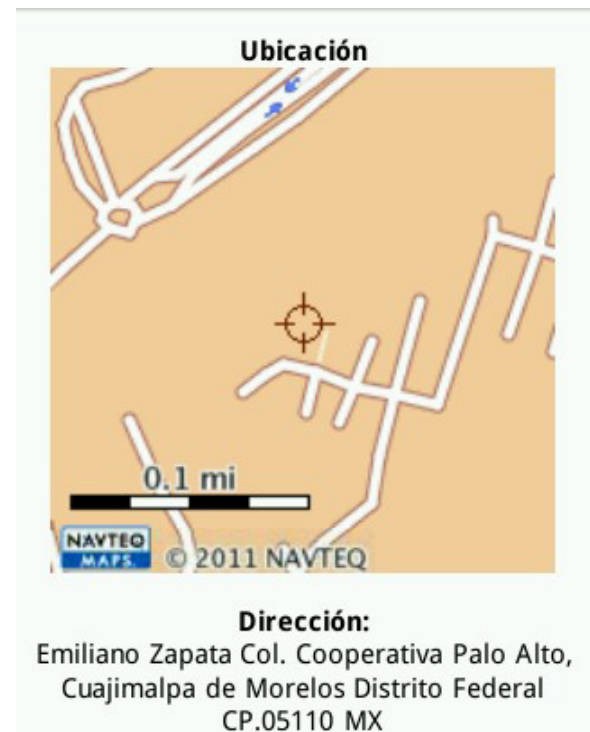 Ubicación
0.1 mi
NAVTEQ
MAPS.
© 2011 NAVTEQ
Dirección:
Emiliano Zapata Col. Cooperativa Palo Alto,
Cuajimalpa de Morelos Distrito Federal
CP.05110 MX